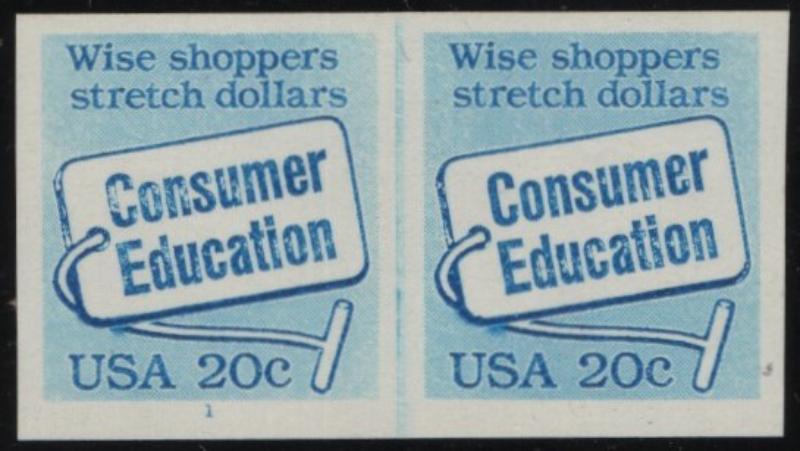 Wise shoppers
stretch dollars
Consumer
Education
USA 20c
1
Wise shoppers
stretch dollars
Consumer
Education
USA 20c